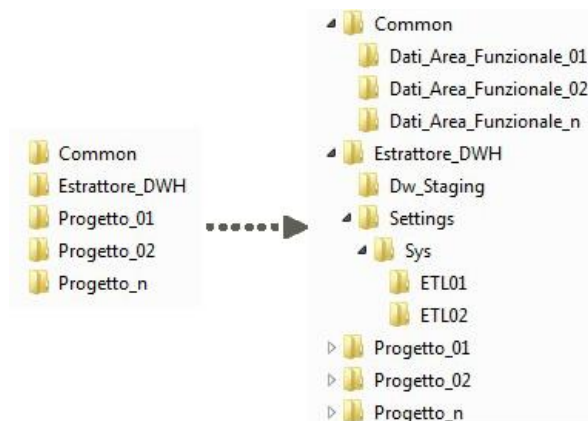 Common
Estrattore_DWH
Progetto_01
Progetto_02
Progetto_n
Common
Dati_Area_Funzionale_01
Dati_Area_Funzionale_02
Dati_Area_Funzionale_n
Estrattore_DWH
Dw_Staging
Settings
Sys
ETL01
ETL02
Progetto_01
Progetto_02
Progetto_n